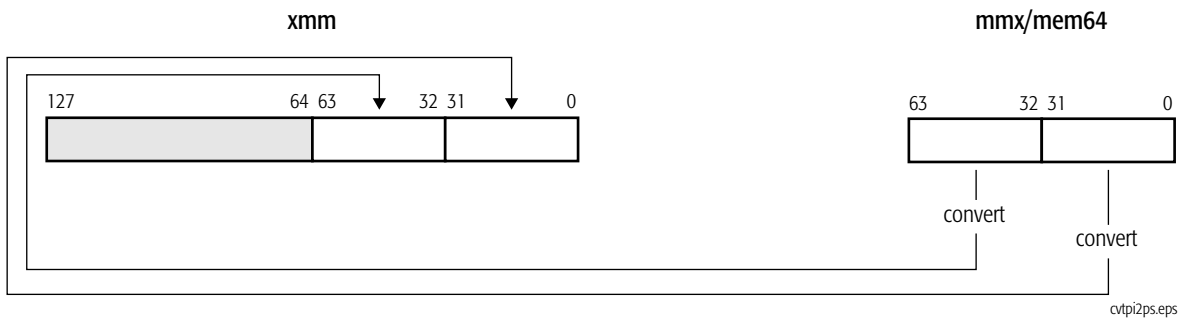 xmm mmx/mem64
127 64 63 32 31 0
63 32 31 0
convert
convert
cvtpi2ps.eps